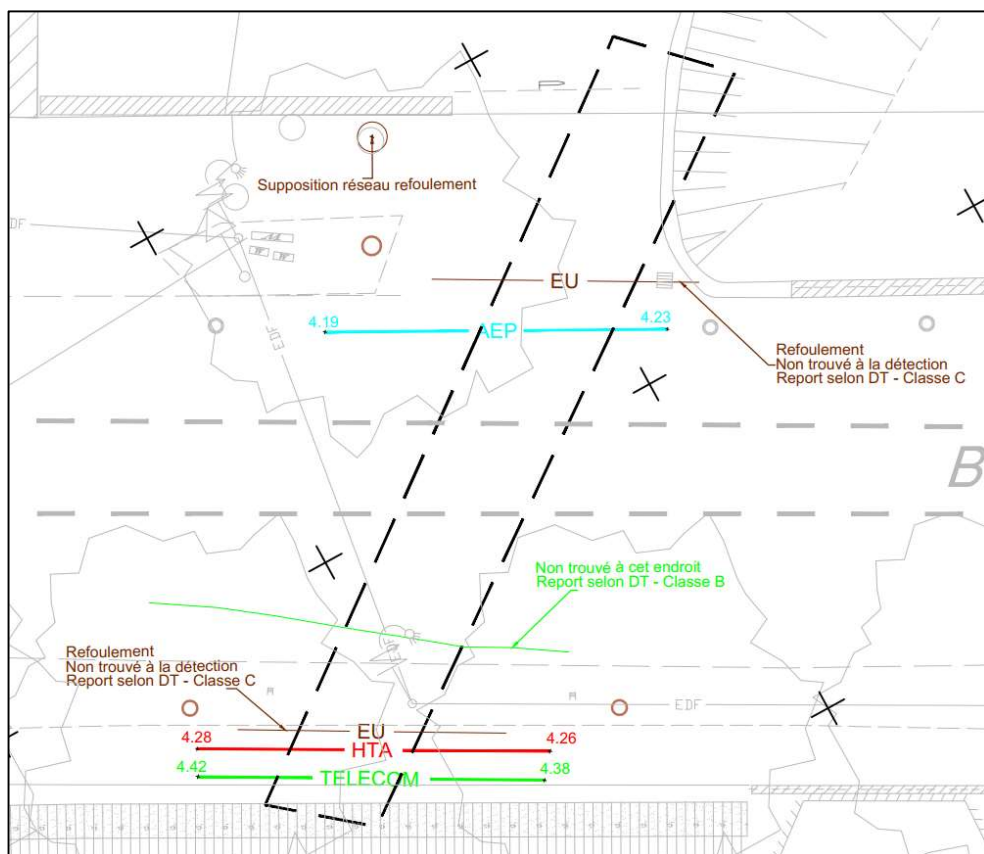 Supposition réseau refoulement
DF
EDF
EU
4.19
AEP
4.23
Refoulement
Non trouvé à la détection
Report selon DT - Classe C
B
Non trouvé à cet endroit
Report selon DT - Classe B
EDF
Refoulement
Non trouvé à la détection
Report selon DT - Classe C
EDF
EU
4.28
HTA
4.26
4.42
TELECOM
4.38